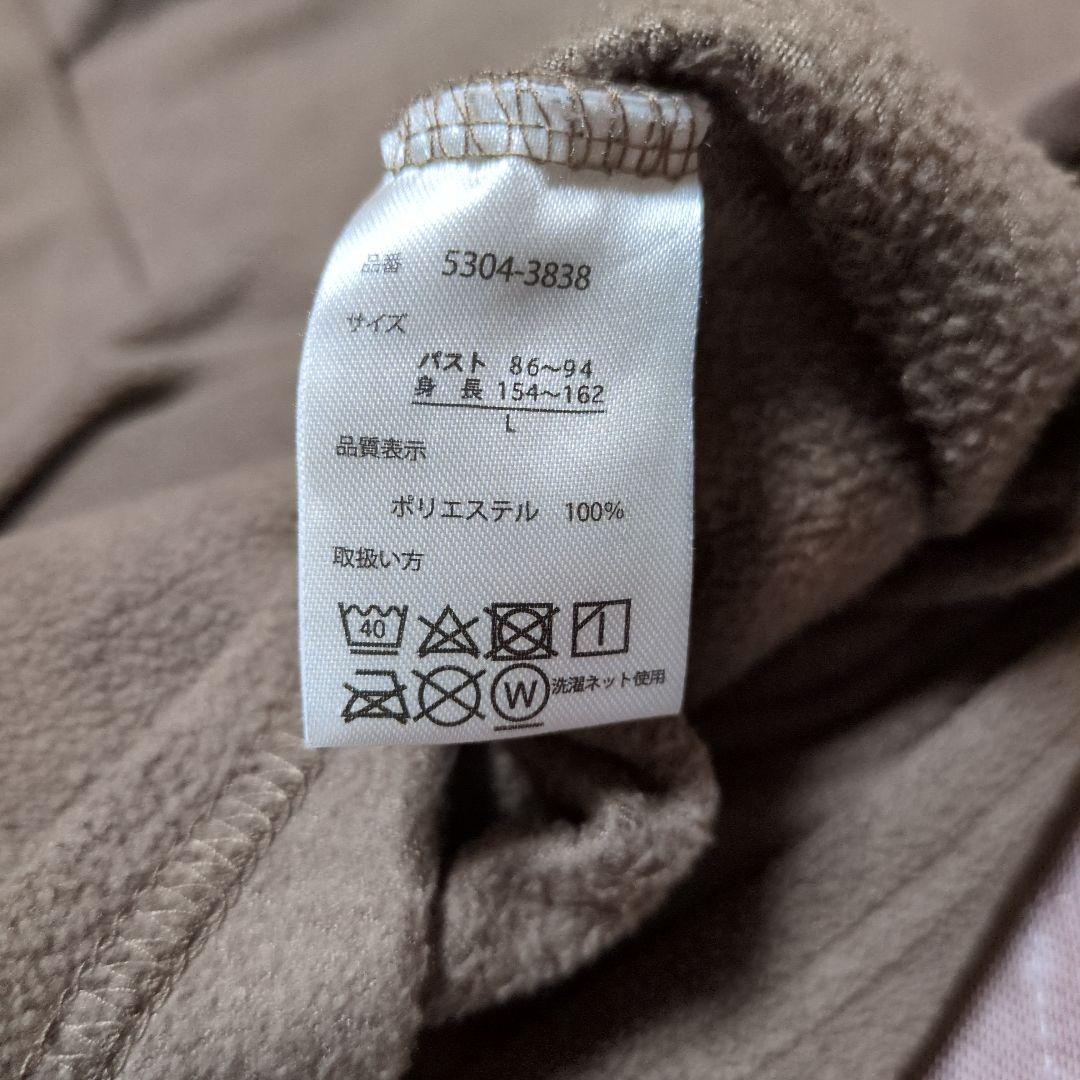 品番 5304-3838
サイズ
バスト 86～94
身 長 154～162
L
品質表示
ポリエステル 100%
取扱い方
40
W 洗濯ネット使用